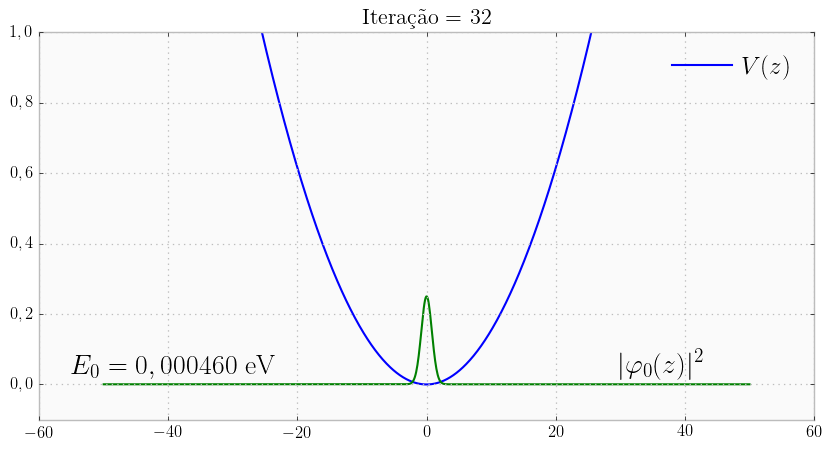 Iteração = 32
1,0
V(z)
0,8
0,6
0,4
0,2
E₀ = 0,000460 eV
|φ₀(z)|²
0,0
−60 −40 −20 0 20 40 60